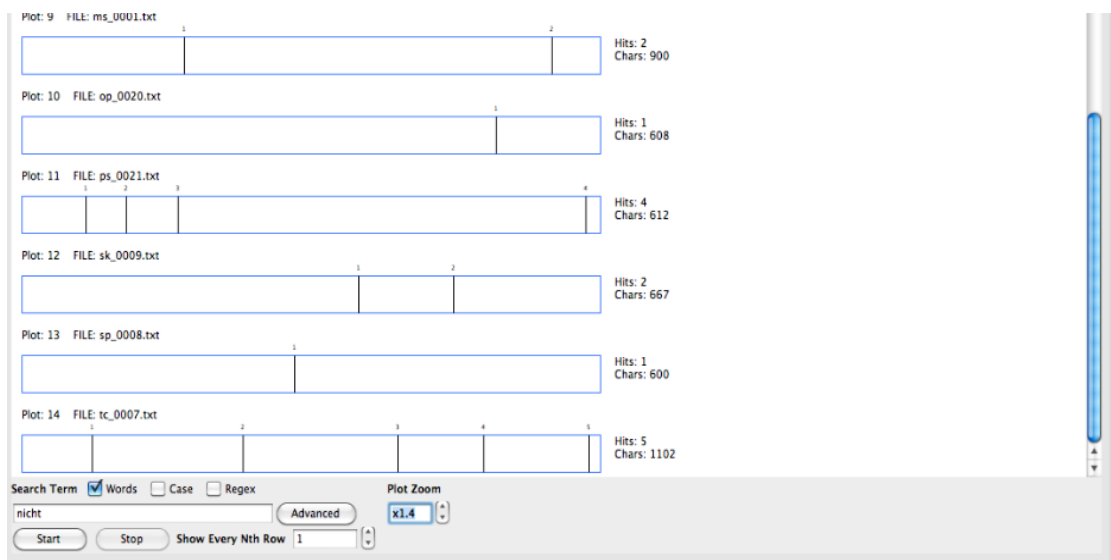 Plot: 9 FILE: ms_0001.txt
1 2
Hits: 2
Chars: 900
Plot: 10 FILE: op_0020.txt
1
Hits: 1
Chars: 608
Plot: 11 FILE: ps_0021.txt
1 2 3 4
Hits: 4
Chars: 612
Plot: 12 FILE: sk_0009.txt
1 2
Hits: 2
Chars: 667
Plot: 13 FILE: sp_0008.txt
1
Hits: 1
Chars: 600
Plot: 14 FILE: tc_0007.txt
1 2 3 4 5
Hits: 5
Chars: 1102
Search Term Words Case Regex Plot Zoom
nicht Advanced x1.4
Start Stop Show Every Nth Row 1